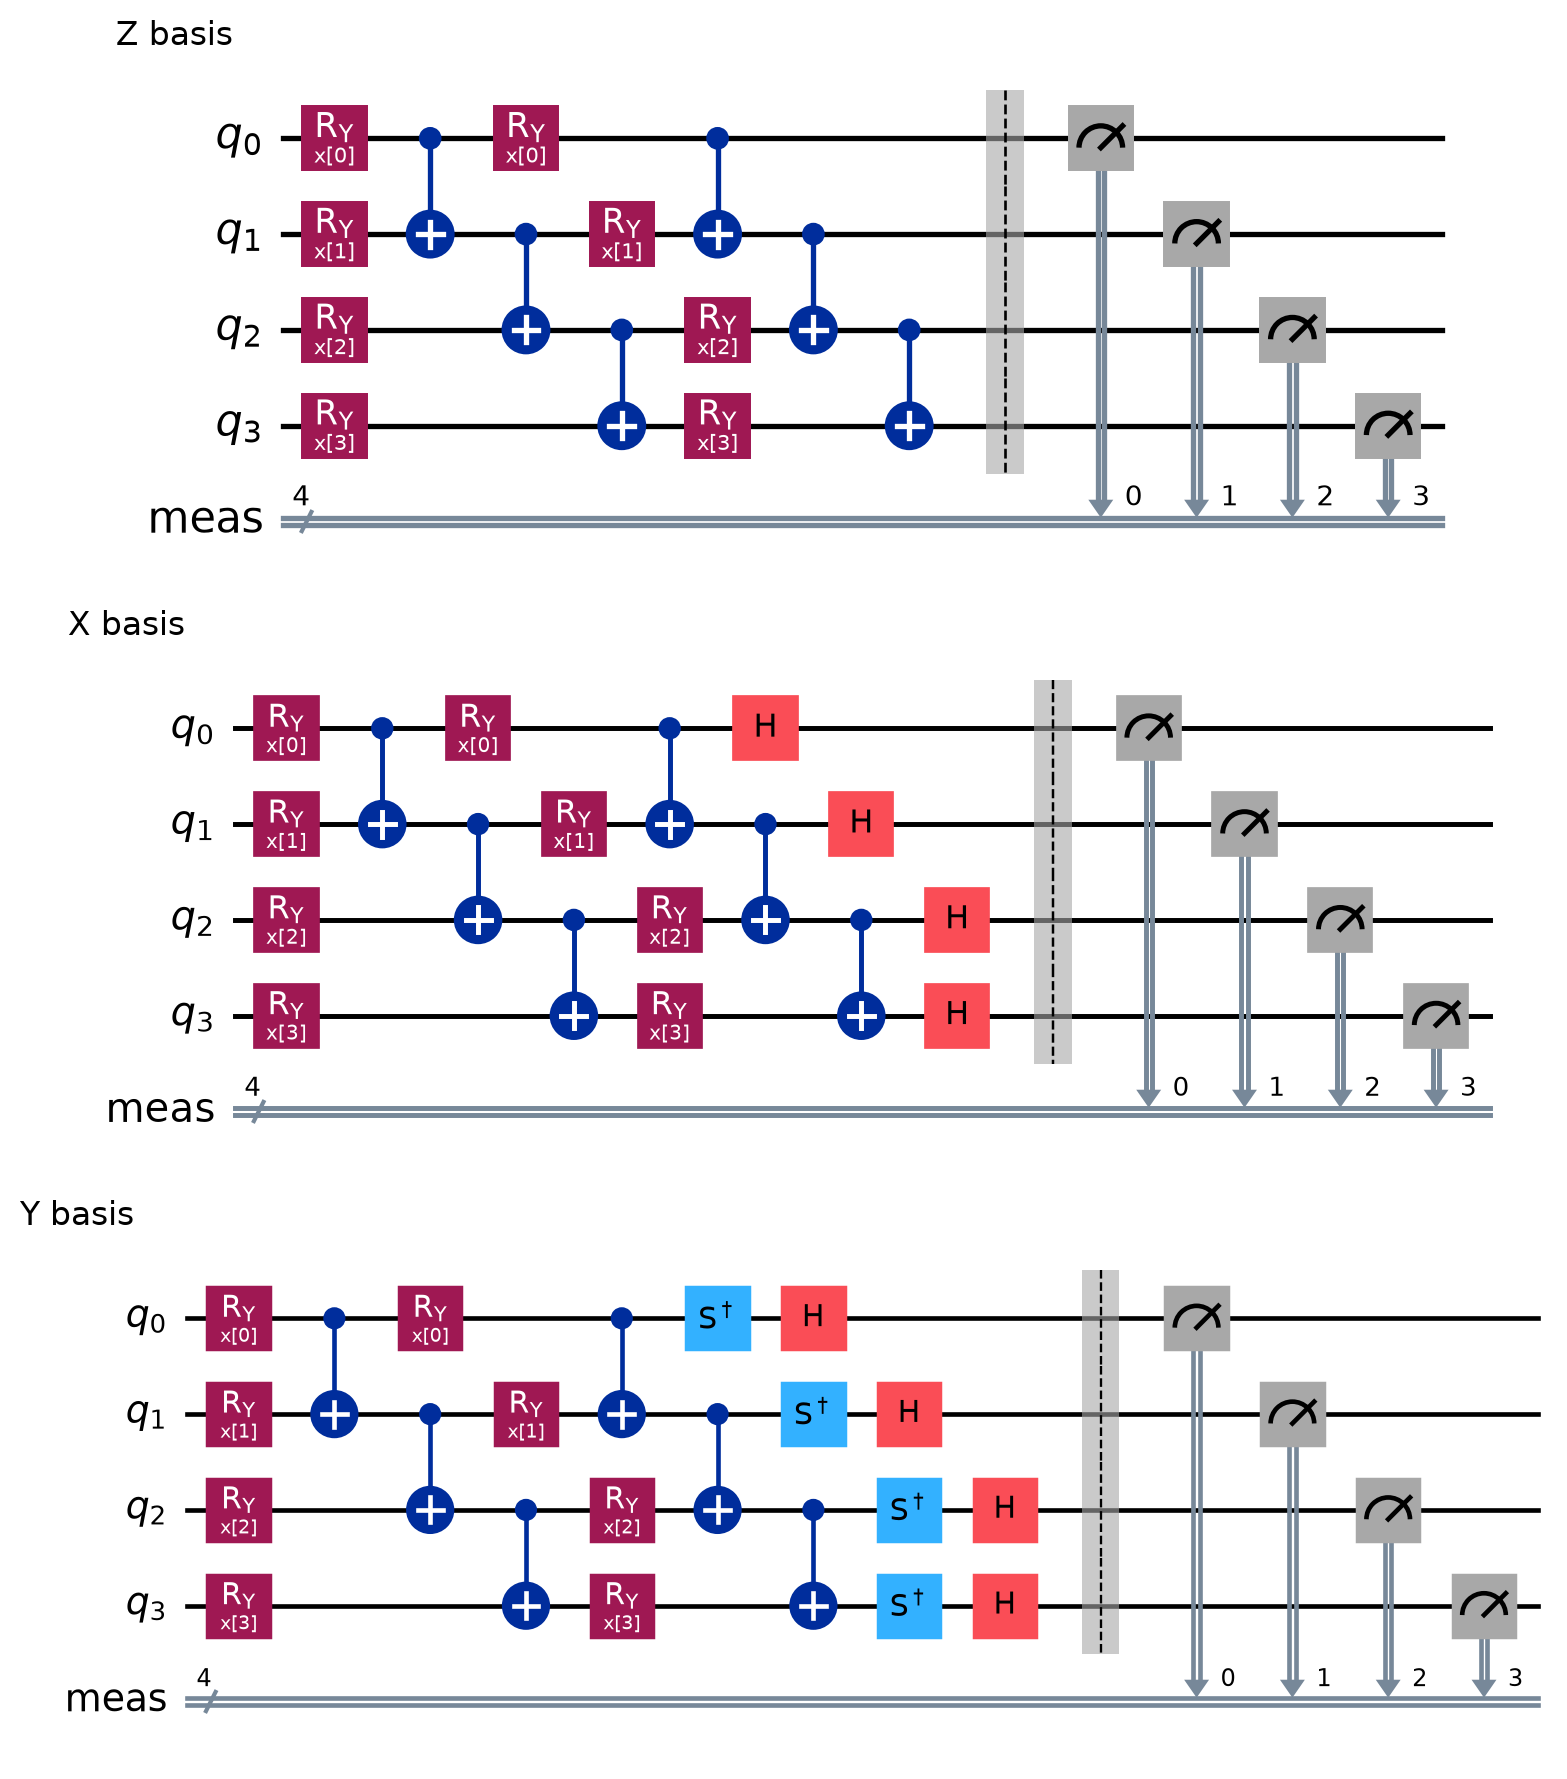 Z basis
q0 RY x[0] RY x[0]
q1 RY x[1] RY x[1]
q2 RY x[2] RY x[2]
q3 RY x[3] RY x[3]
meas 4 0 1 2 3
X basis
q0 RY x[0] RY x[0] H
q1 RY x[1] RY x[1] H
q2 RY x[2] RY x[2] H
q3 RY x[3] RY x[3] H
meas 4 0 1 2 3
Y basis
q0 RY x[0] RY x[0] S† H
q1 RY x[1] RY x[1] S† H
q2 RY x[2] RY x[2] S† H
q3 RY x[3] RY x[3] S† H
meas 4 0 1 2 3